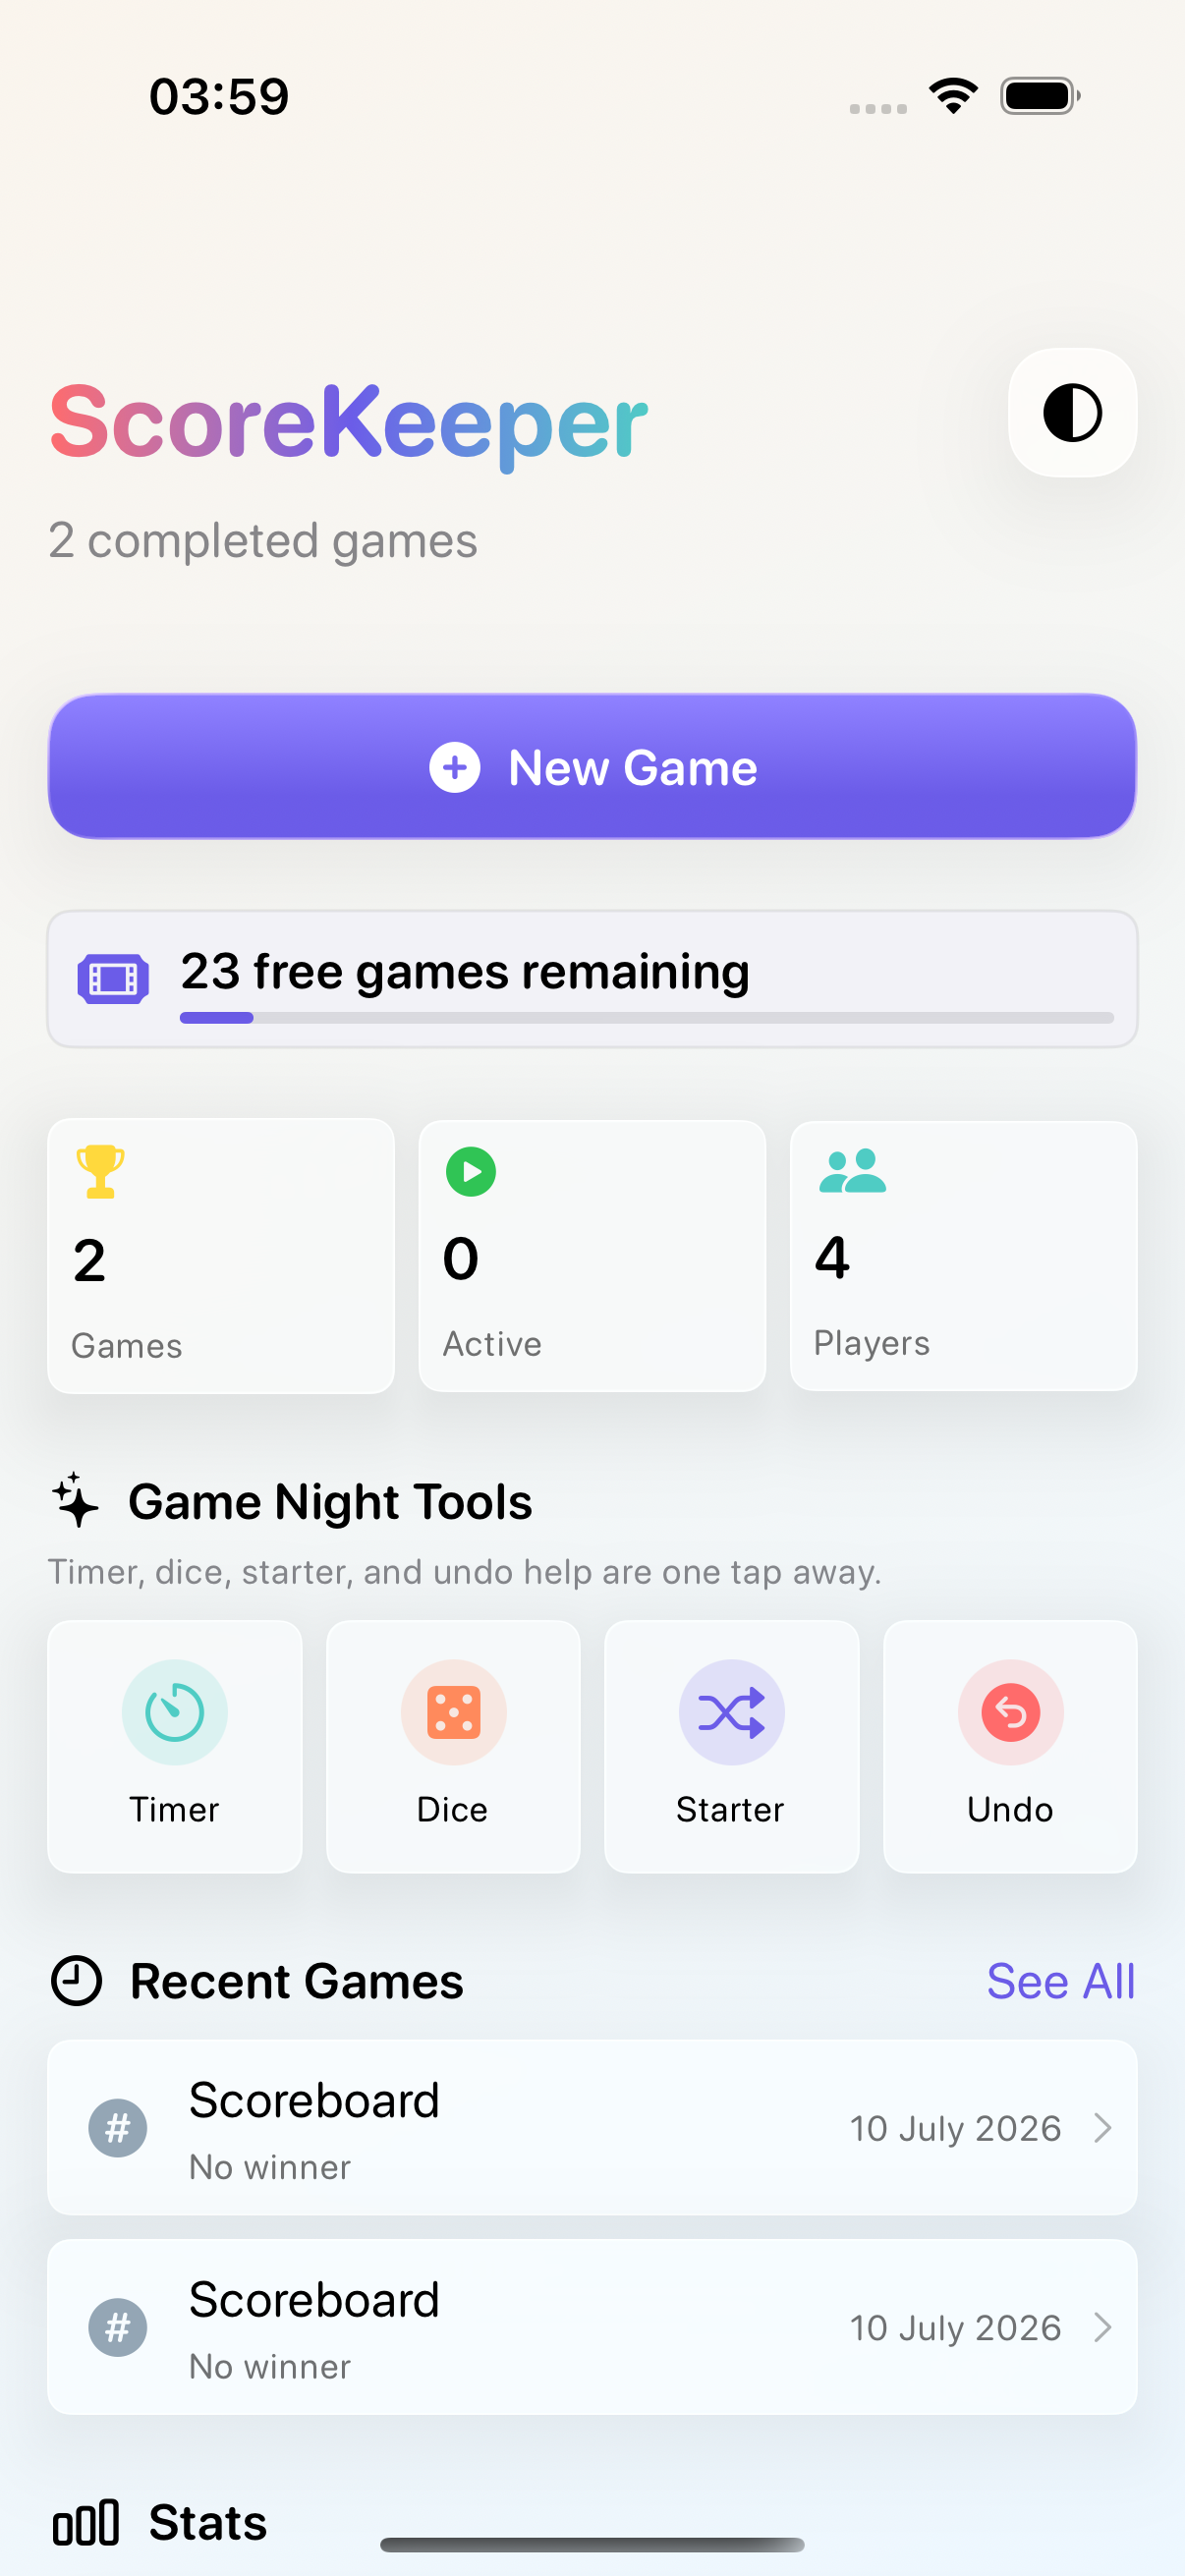 03:59
ScoreKeeper
2 completed games
New Game
23 free games remaining
2
Games
0
Active
4
Players
Game Night Tools
Timer, dice, starter, and undo help are one tap away.
Timer
Dice
Starter
Undo
Recent Games
See All
#
Scoreboard
No winner
10 July 2026
#
Scoreboard
No winner
10 July 2026
Stats